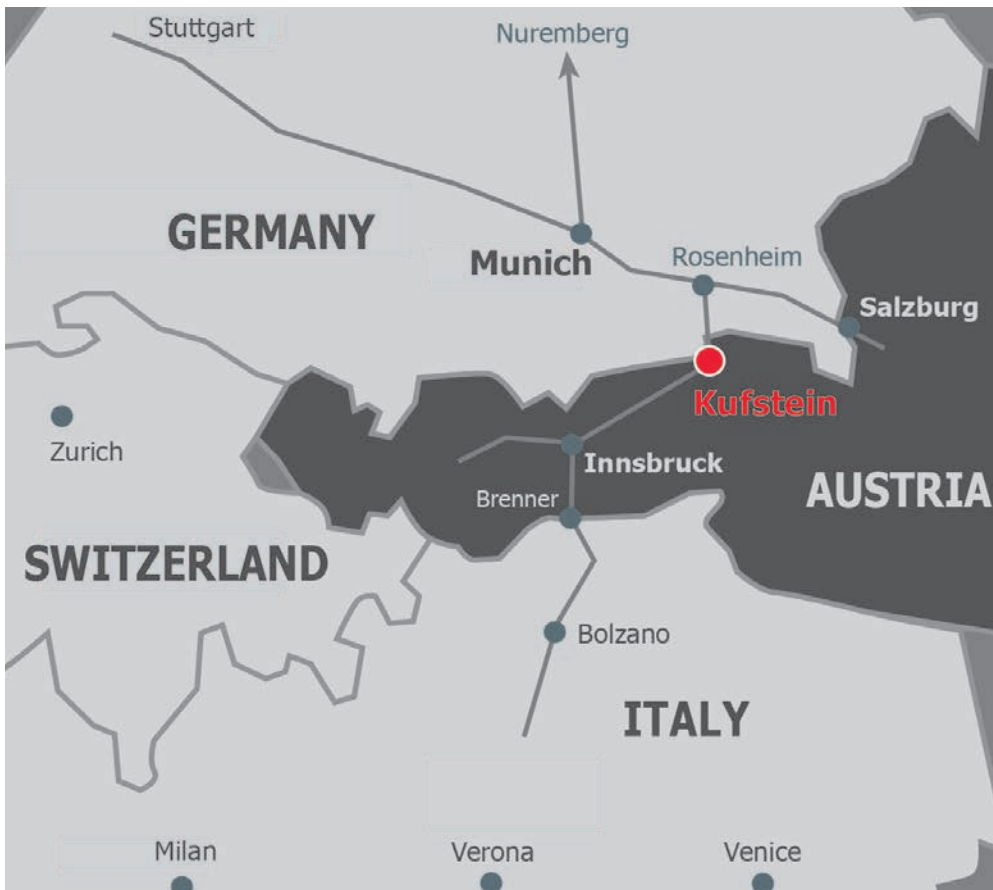 Stuttgart
Nuremberg
GERMANY
Munich
Rosenheim
Salzburg
Kufstein
Zurich
Innsbruck
AUSTRIA
Brenner
SWITZERLAND
Bolzano
ITALY
Milan
Verona
Venice